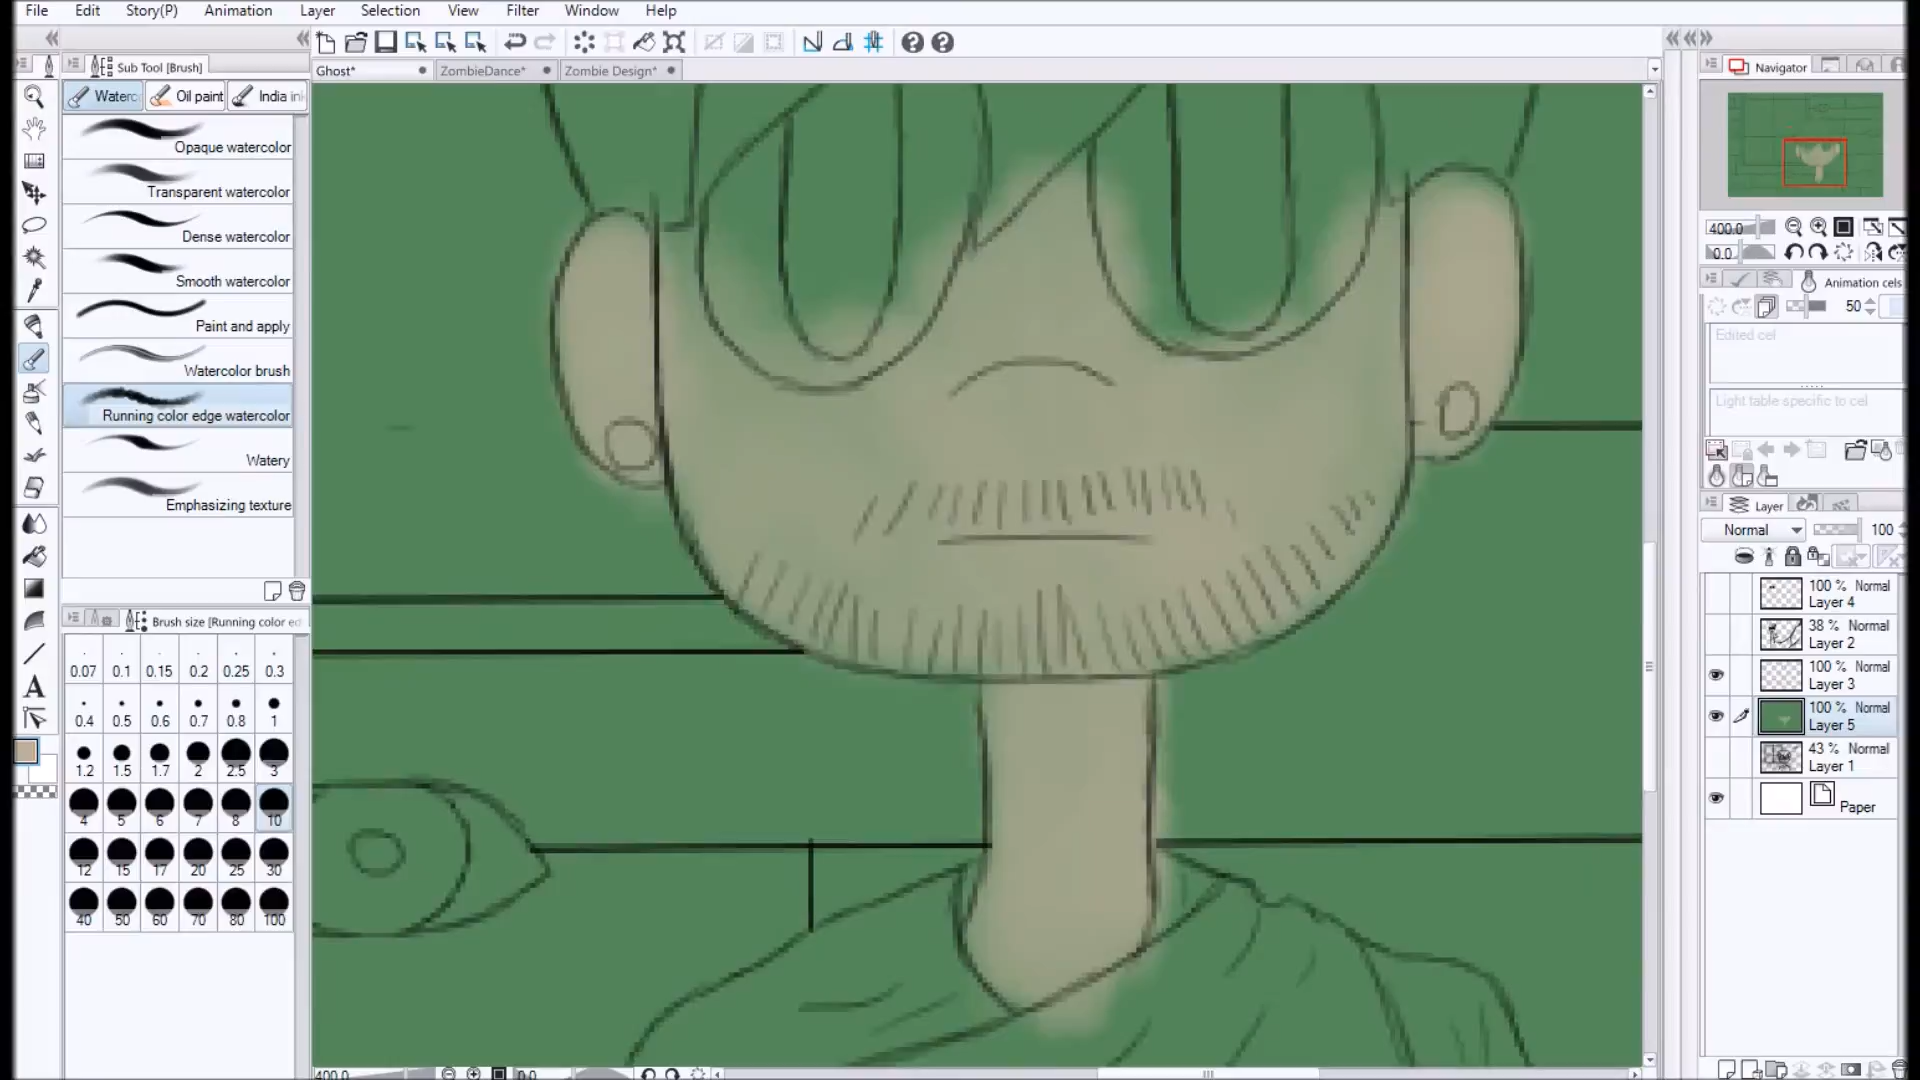 File Edit Story(P) Animation Layer Selection View Filter Window Help
Sub Tool [Brush]
Ghost* ZombieDance* Zombie Design*
Navigator
Waterc Oil paint India in
Opaque watercolor
Transparent watercolor
Dense watercolor
Smooth watercolor
Paint and apply
Watercolor brush
Running color edge watercolor
Watery
Emphasizing texture
Brush size [Running color ed
0.07 0.1 0.15 0.2 0.25 0.3
0.4 0.5 0.6 0.7 0.8 1
1.2 1.5 1.7 2 2.5 3
4 5 6 7 8 10
12 15 17 20 25 30
40 50 60 70 80 100
400.0 0.0
400.0
0.0
Animation cels
50
Edited cel
Light table specific to cel
Layer
Normal 100
100 % Normal
Layer 4
38 % Normal
Layer 2
100 % Normal
Layer 3
100 % Normal
Layer 5
43 % Normal
Layer 1
Paper